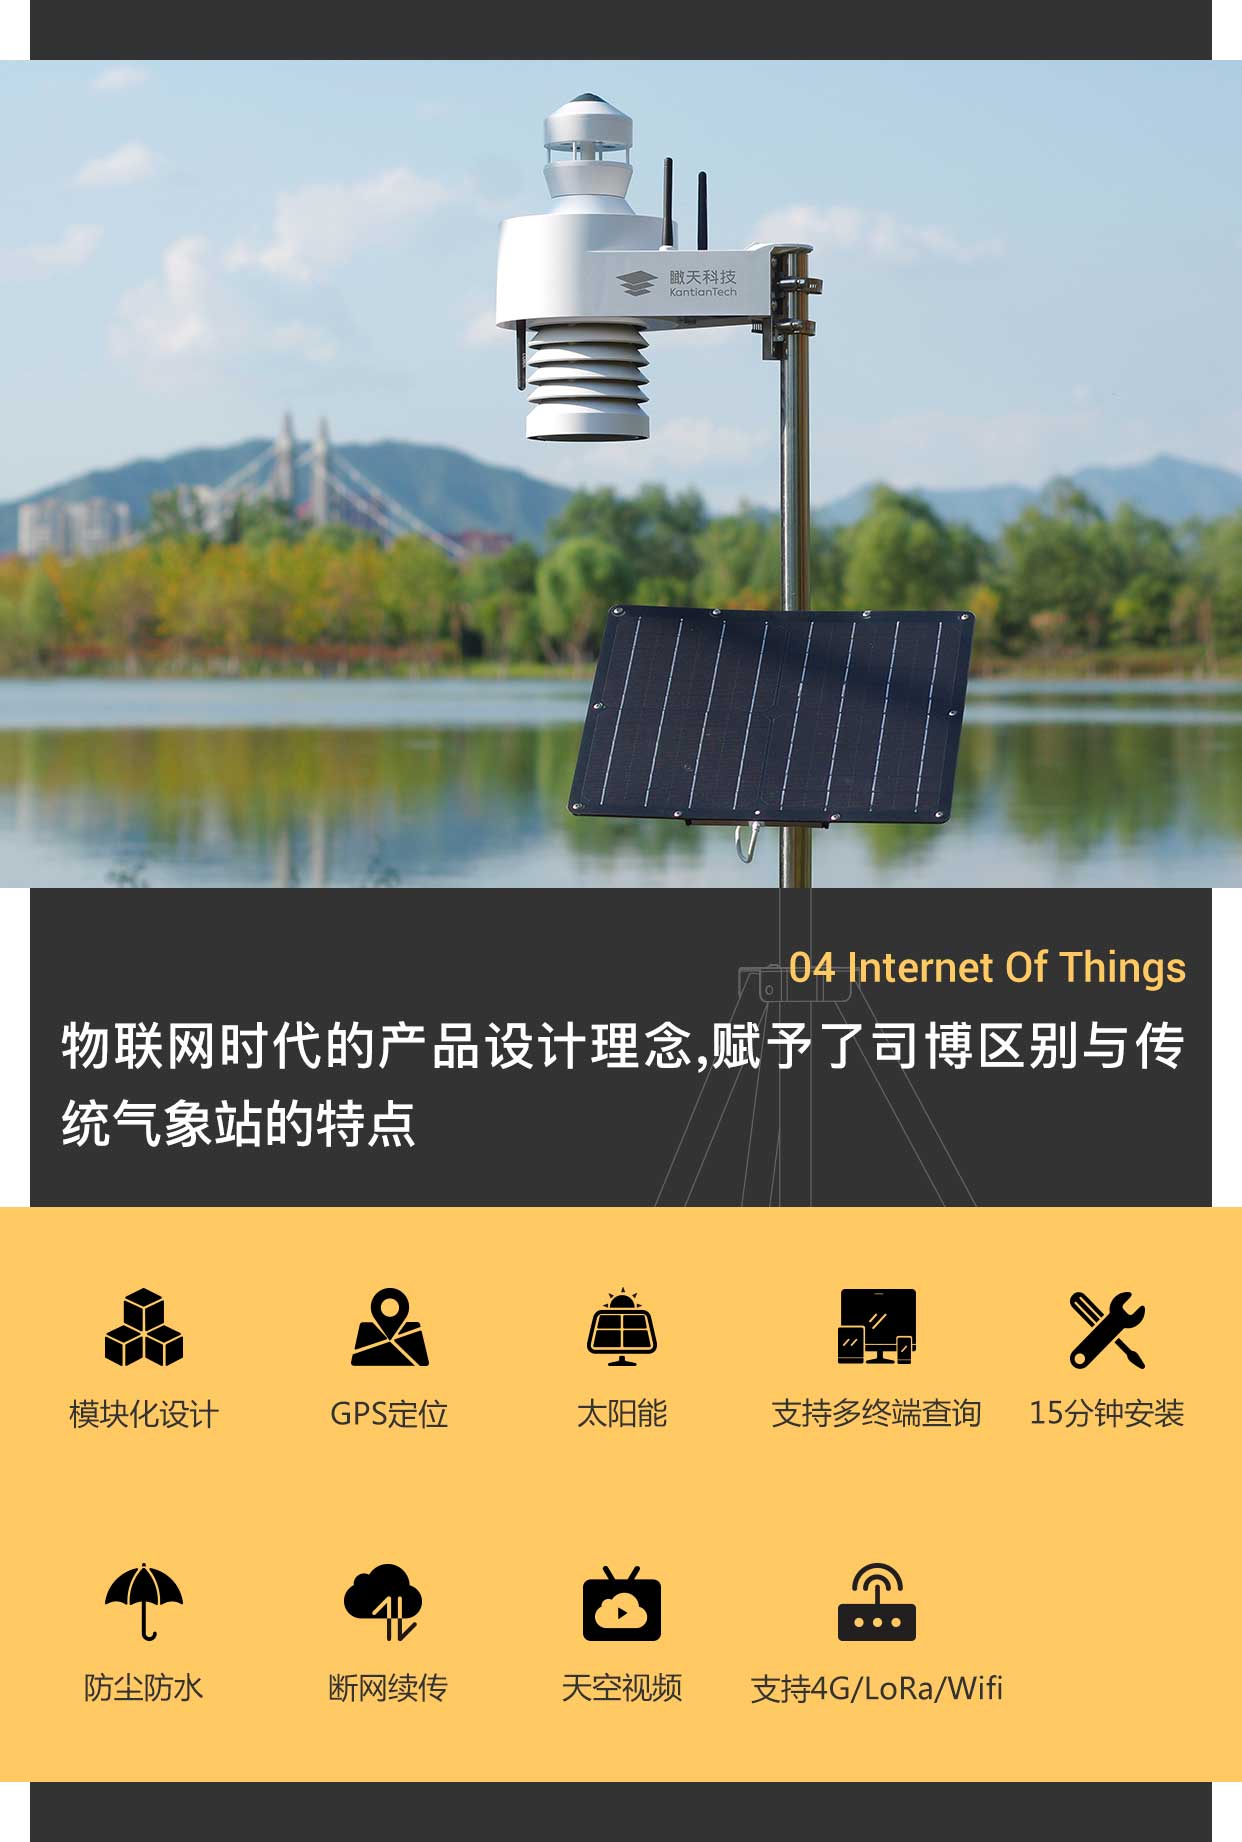 瞰天科技
KantianTech
04 Internet Of Things
物联网时代的产品设计理念,赋予了司博区别与传
统气象站的特点
模块化设计
GPS定位
太阳能
支持多终端查询
15分钟安装
防尘防水
断网续传
天空视频
支持4G/LoRa/Wifi